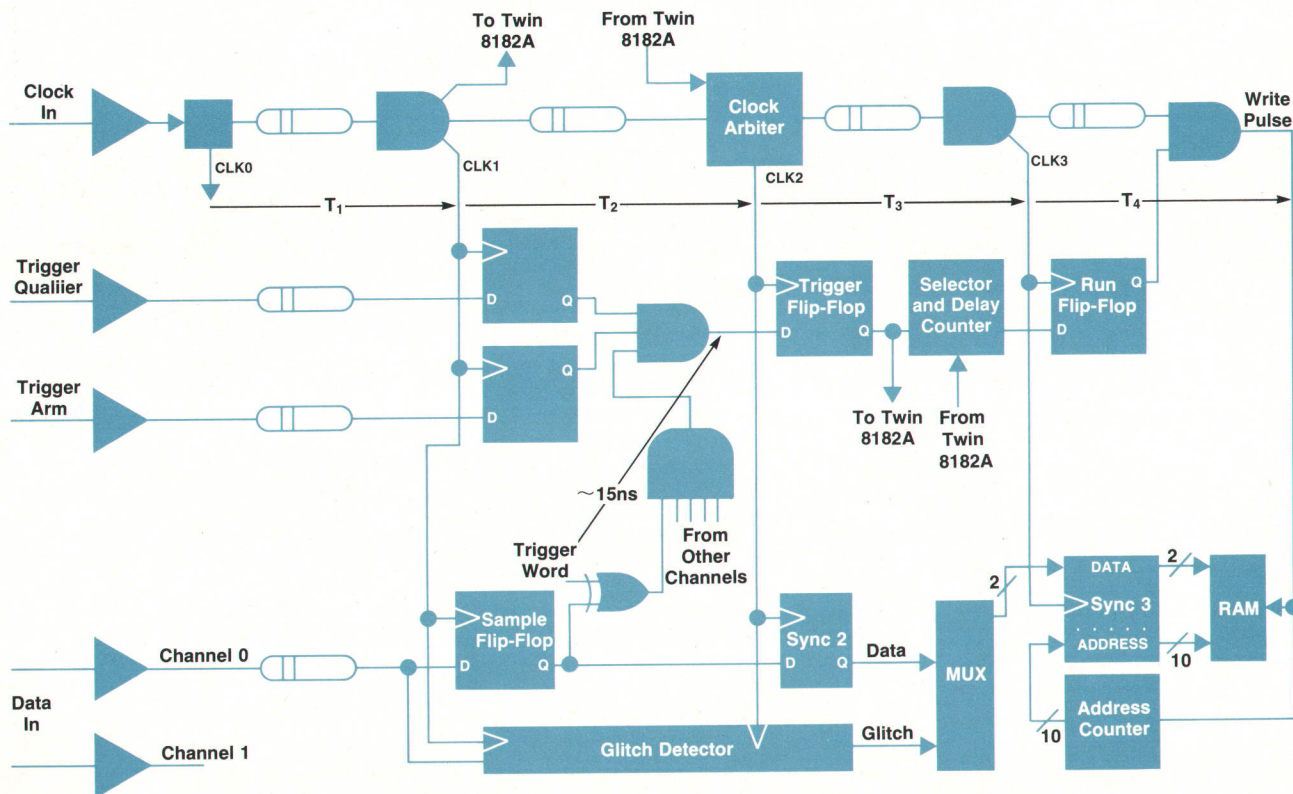 To Twin
8182A
From Twin
8182A
Clock
In
Clock
Arbiter
Write
Pulse
CLK0
CLK1
CLK2
CLK3
T1
T2
T3
T4
Trigger
Qualiier
D
Q
Trigger
Flip-Flop
D
Q
Selector
and Delay
Counter
Run
Flip-Flop
Q
D
Trigger
Arm
D
Q
To Twin
8182A
From
Twin
8182A
~15ns
From
Other
Channels
Trigger
Word
Sample
Flip-Flop
D
Q
Sync 2
D
Q
Data
MUX
2
DATA
Sync 3
ADDRESS
2
10
RAM
Channel 0
Data
In
Channel 1
Glitch Detector
Glitch
10
Address
Counter